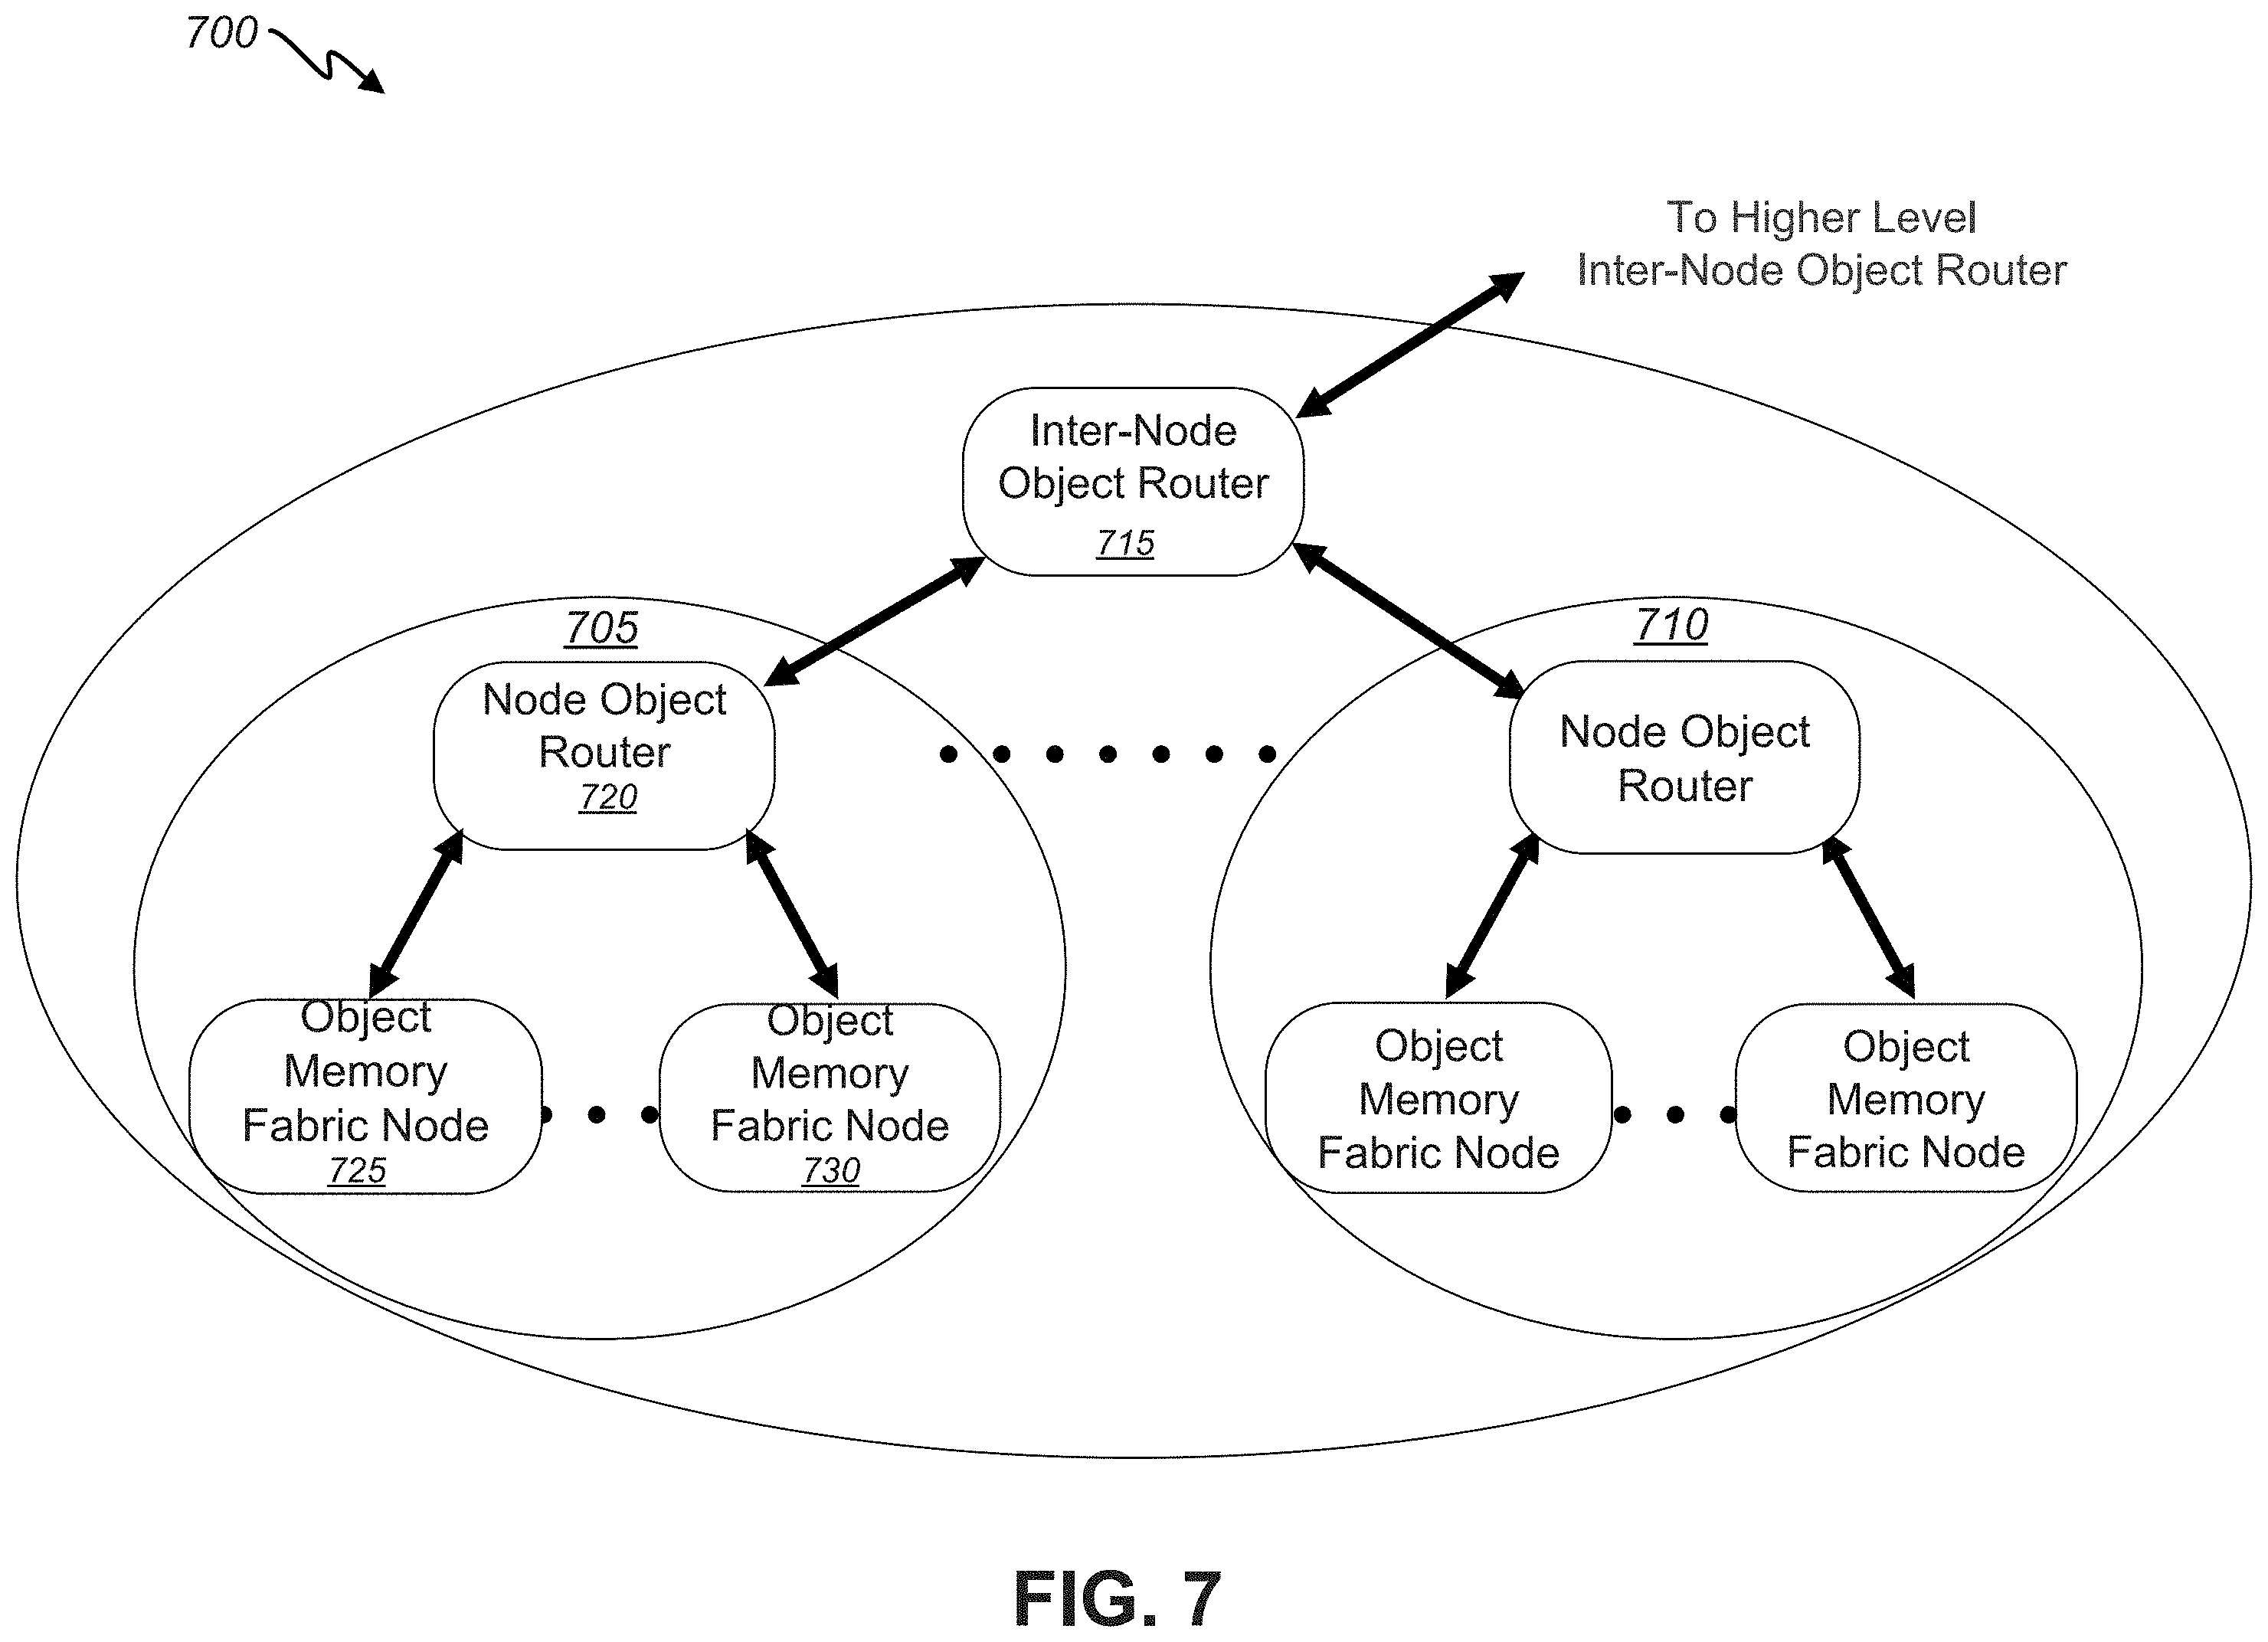 700
To Higher Level
Inter-Node Object Router
Inter-Node
Object Router
715
705
Node Object
Router
720
710
Node Object
Router
Object
Memory
Fabric Node
725
Object
Memory
Fabric Node
730
Object
Memory
Fabric Node
Object
Memory
Fabric Node
FIG. 7